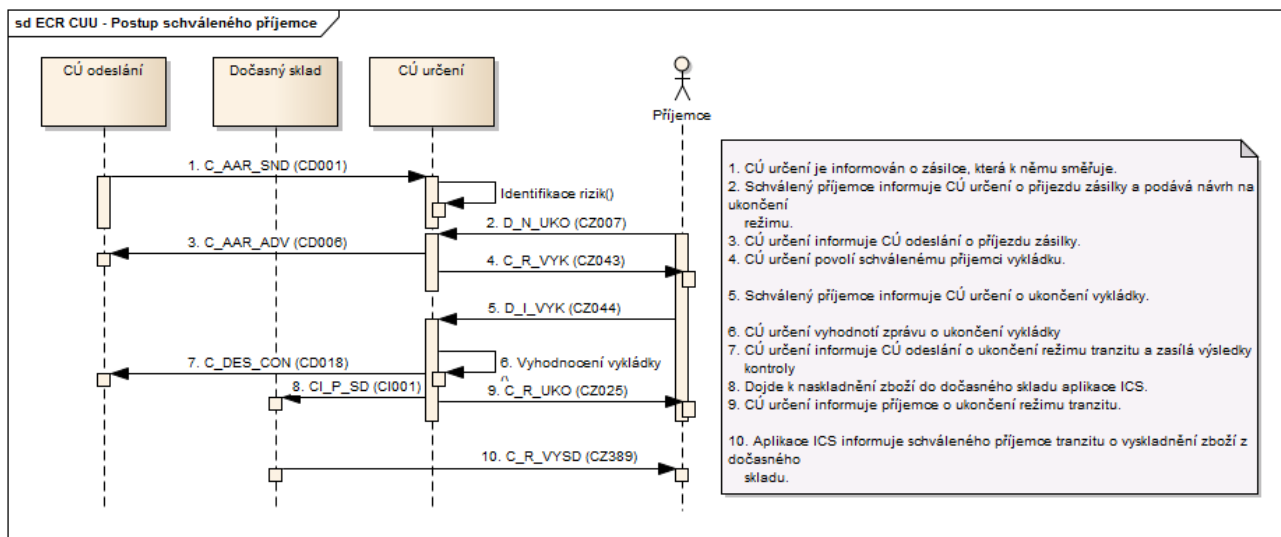 sd ECR CUU - Postup schváleného příjemce
CÚ odeslání
Dočasný sklad
CÚ určení
Příjemce
1. C_AAR_SND (CD001)
Identifikace rizik()
2. D_N_UKO (CZ007)
3. C_AAR_ADV (CD006)
4. C_R_VYK (CZ043)
5. D_I_VYK (CZ044)
6. Vyhodnocení vykládky
()
7. C_DES_CON (CD018)
8. CI_P_SD (CI001)
9. C_R_UKO (CZ025)
10. C_R_VYSD (CZ389)
1. CÚ určení je informován o zásilce, která k němu směřuje.
2. Schválený příjemce informuje CÚ určení o přijezdu zásilky a podává návrh na
ukončení
režimu.
3. CÚ určení informuje CÚ odeslání o příjezdu zásilky.
4. CÚ určení povolí schválenému přijemci vykládku.
5. Schválený příjemce informuje CÚ určení o ukončení vykládky.
6. CÚ určení vyhodnotí zprávu o ukončení vykládky
7. CÚ určení informuje CÚ odeslání o ukončení režimu tranzitu a zasílá výsledky
kontroly
8. Dojde k naskladnění zboží do dočasného skladu aplikace ICS.
9. CÚ určení informuje příjemce o ukončení režimu tranzitu.
10. Aplikace ICS informuje schváleného příjemce tranzitu o vyskladnění zboží z
dočasného
skladu.